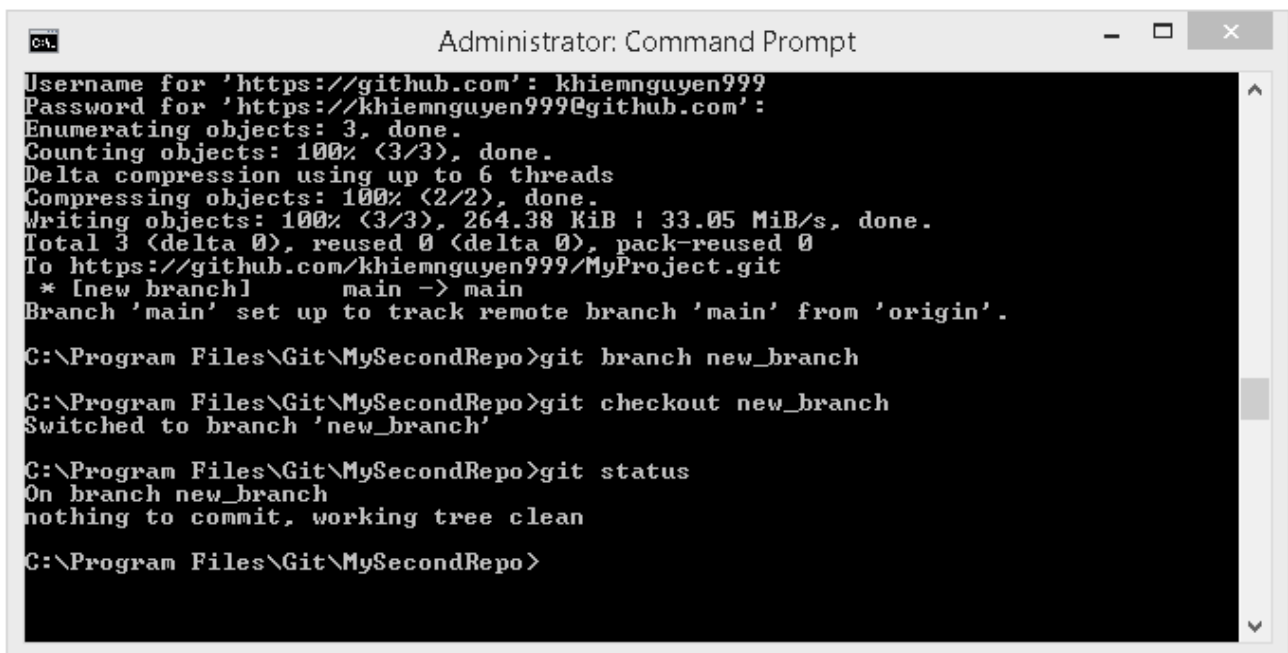 Administrator: Command Prompt
Username for 'https://github.com': khiemnguyen999
Password for 'https://khiemnguyen999@github.com':
Enumerating objects: 3, done.
Counting objects: 100% (3/3), done.
Delta compression using up to 6 threads
Compressing objects: 100% (2/2), done.
Writing objects: 100% (3/3), 264.38 KiB | 33.05 MiB/s, done.
Total 3 (delta 0), reused 0 (delta 0), pack-reused 0
To https://github.com/khiemnguyen999/MyProject.git
 * [new branch]      main -> main
Branch 'main' set up to track remote branch 'main' from 'origin'.
C:\Program Files\Git\MySecondRepo>git branch new_branch
C:\Program Files\Git\MySecondRepo>git checkout new_branch
Switched to branch 'new_branch'
C:\Program Files\Git\MySecondRepo>git status
On branch new_branch
nothing to commit, working tree clean
C:\Program Files\Git\MySecondRepo>